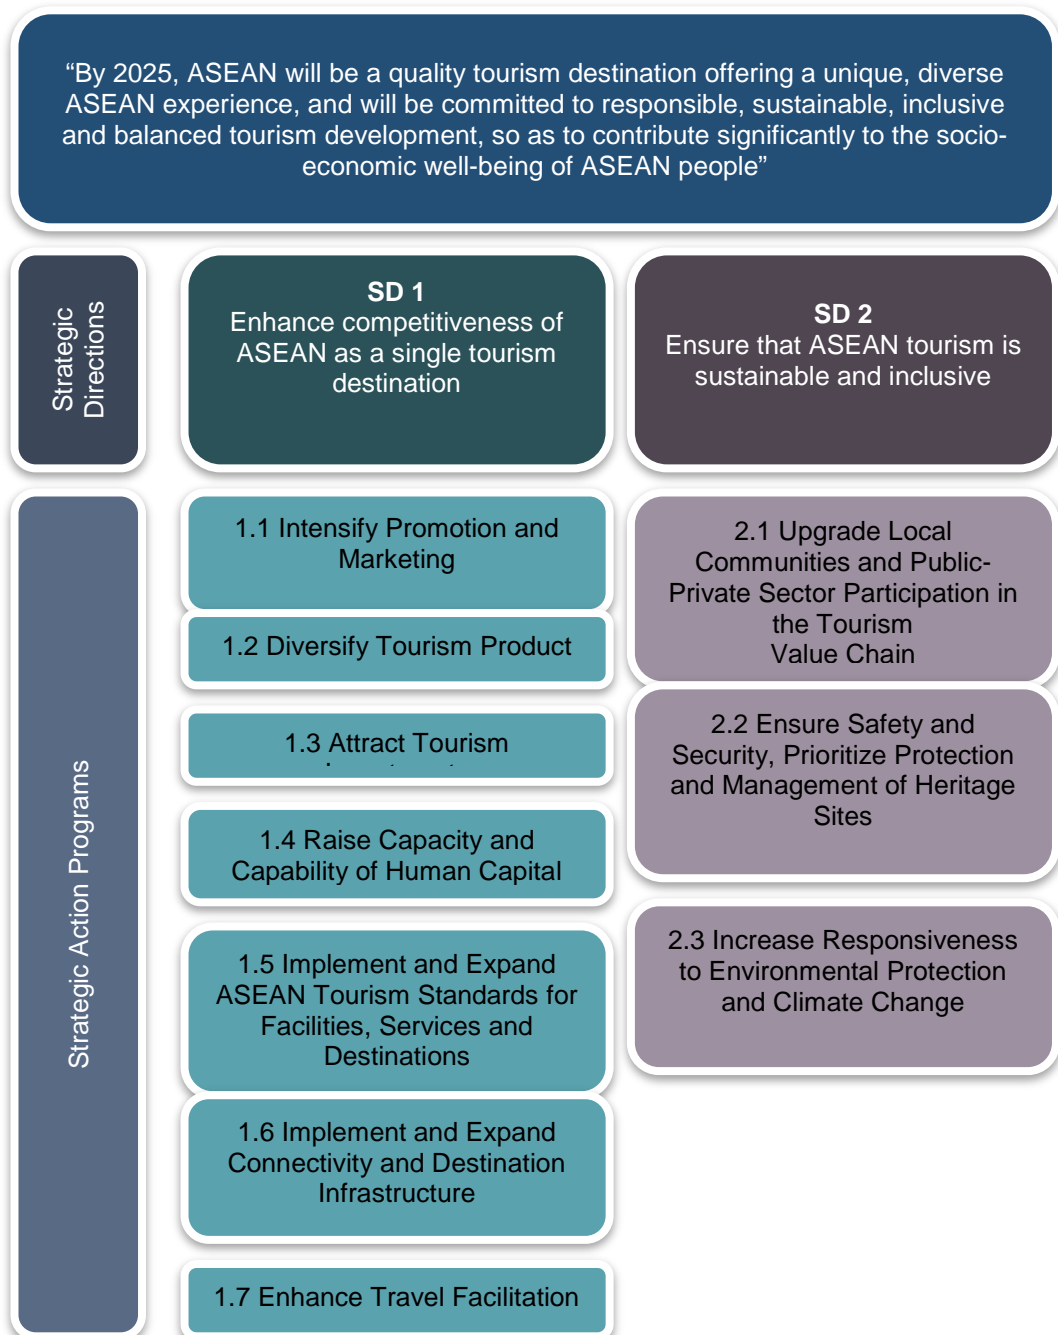 “By 2025, ASEAN will be a quality tourism destination offering a unique, diverse
ASEAN experience, and will be committed to responsible, sustainable, inclusive
and balanced tourism development, so as to contribute significantly to the socio-
economic well-being of ASEAN people”
Strategic
Directions
SD 1
Enhance competitiveness of
ASEAN as a single tourism
destination
SD 2
Ensure that ASEAN tourism is
sustainable and inclusive
Strategic Action Programs
1.1 Intensify Promotion and
Marketing
1.2 Diversify Tourism Product
1.3 Attract Tourism
1.4 Raise Capacity and
Capability of Human Capital
1.5 Implement and Expand
ASEAN Tourism Standards for
Facilities, Services and
Destinations
1.6 Implement and Expand
Connectivity and Destination
Infrastructure
1.7 Enhance Travel Facilitation
2.1 Upgrade Local
Communities and Public-
Private Sector Participation in
the Tourism
Value Chain
2.2 Ensure Safety and
Security, Prioritize Protection
and Management of Heritage
Sites
2.3 Increase Responsiveness
to Environmental Protection
and Climate Change